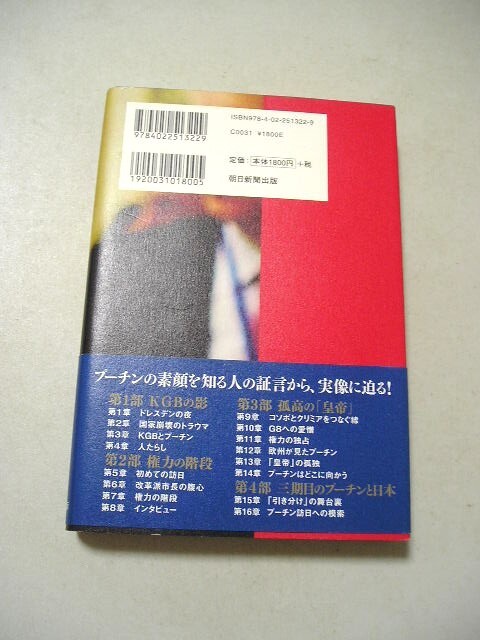 9784022513229
1920031018005
ISBN978-4-02-251322-9
C0031 ¥1800E
定価：本体1800円+税
朝日新聞出版
プーチンの素顔を知る人の証言から、実像に迫る!
第1部 KGBの影
第1章 ドレスデンの夜
第2章 国家崩壊のトラウマ
第3章 KGBとプーチン
第4章 人たらし
第2部 権力の階段
第5章 初めての訪日
第6章 改革派市長の腹心
第7章 権力の階段
第8章 インタビュー
第3部 孤高の「皇帝」
第9章 コソボとクリミアをつなぐ線
第10章 G8への愛憎
第11章 権力の独占
第12章 欧州が見たプーチン
第13章 「皇帝」の孤独
第14章 プーチンはどこに向かう
第4部 三期目のプーチンと日本
第15章 「引き分け」の舞台裏
第16章 プーチン訪日への模索